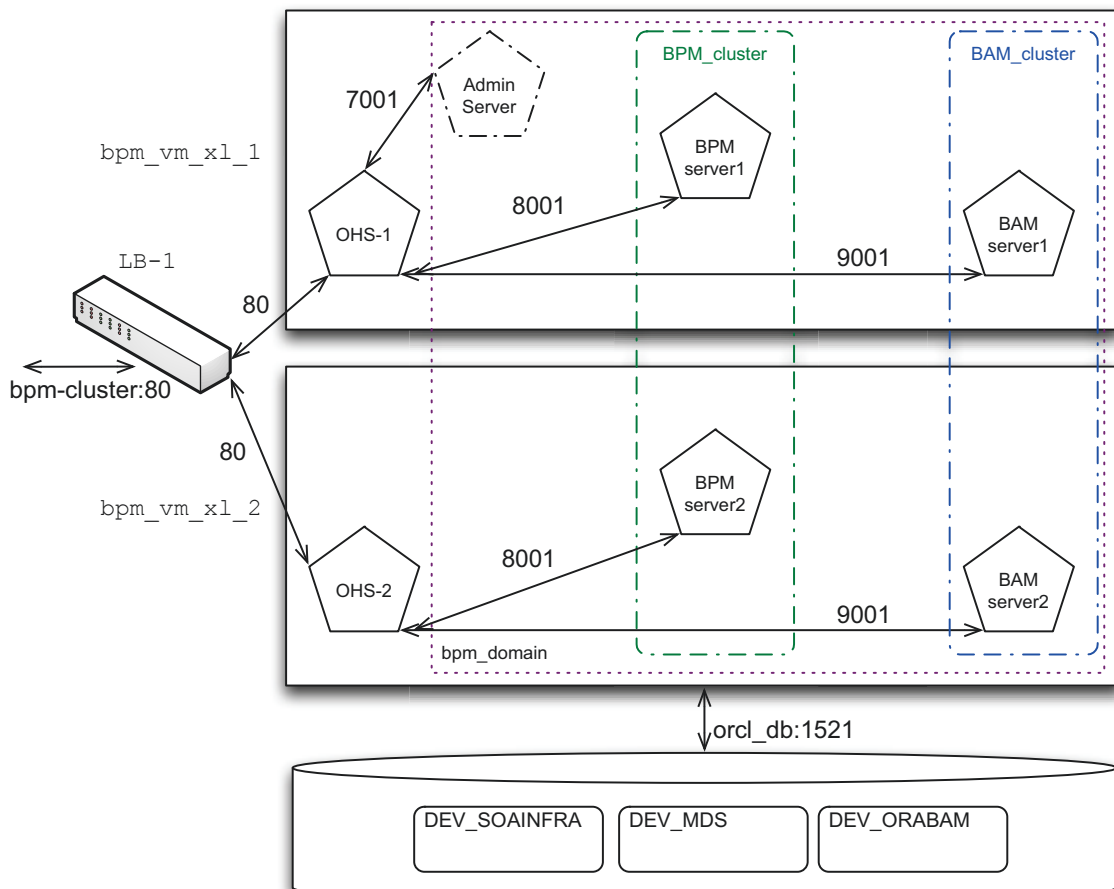 BPM_cluster
BAM_cluster
Admin
Server
7001
bpm_vm_xl_1
BPM
server1
8001
OHS-1
BAM
server1
9001
LB-1
80
bpm-cluster:80
80
bpm_vm_xl_2
BPM
server2
8001
OHS-2
BAM
server2
9001
bpm_domain
orcl_db:1521
DEV_SOAINFRA
DEV_MDS
DEV_ORABAM